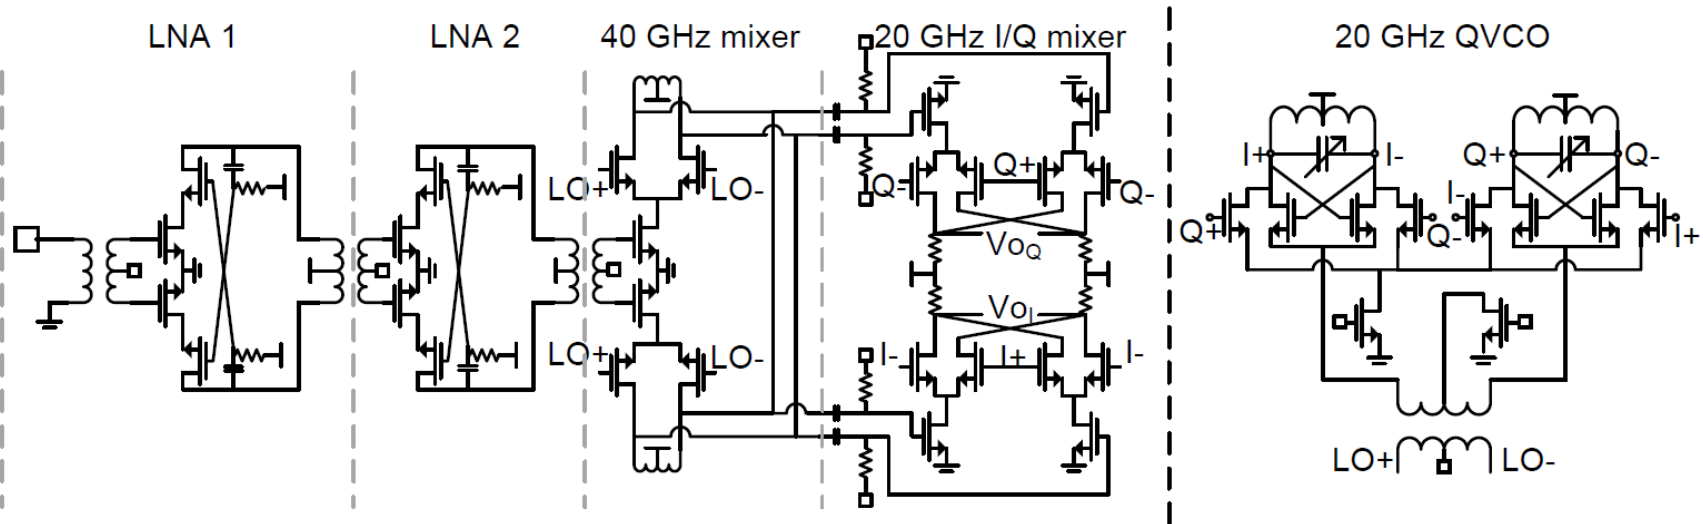 LNA 1
LNA 2
40 GHz mixer
20 GHz I/Q mixer
20 GHz QVCO
I+
I-
Q+
Q-
LO+
LO-
Q-
Q+
Q-
I-
Q+
Q-
I+
VoQ
VoI
LO+
LO-
I-
I+
I-
LO+
LO-